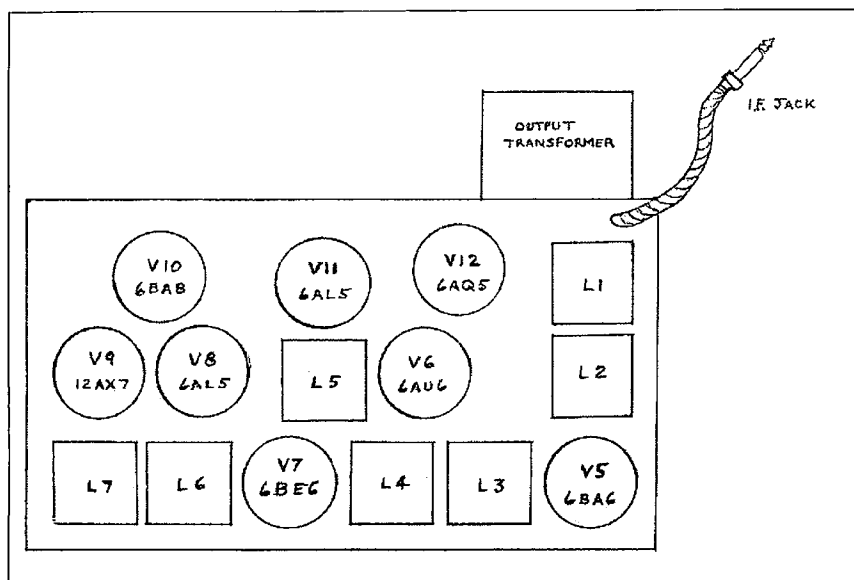 OUTPUT
TRANSFORMER
I.F. JACK
V10
6BA8
V11
6AL5
V12
6AQ5
L1
V9
12AX7
V8
6AL5
L5
V6
6AU6
L2
L7
L6
V7
6BE6
L4
L3
V5
6BA6